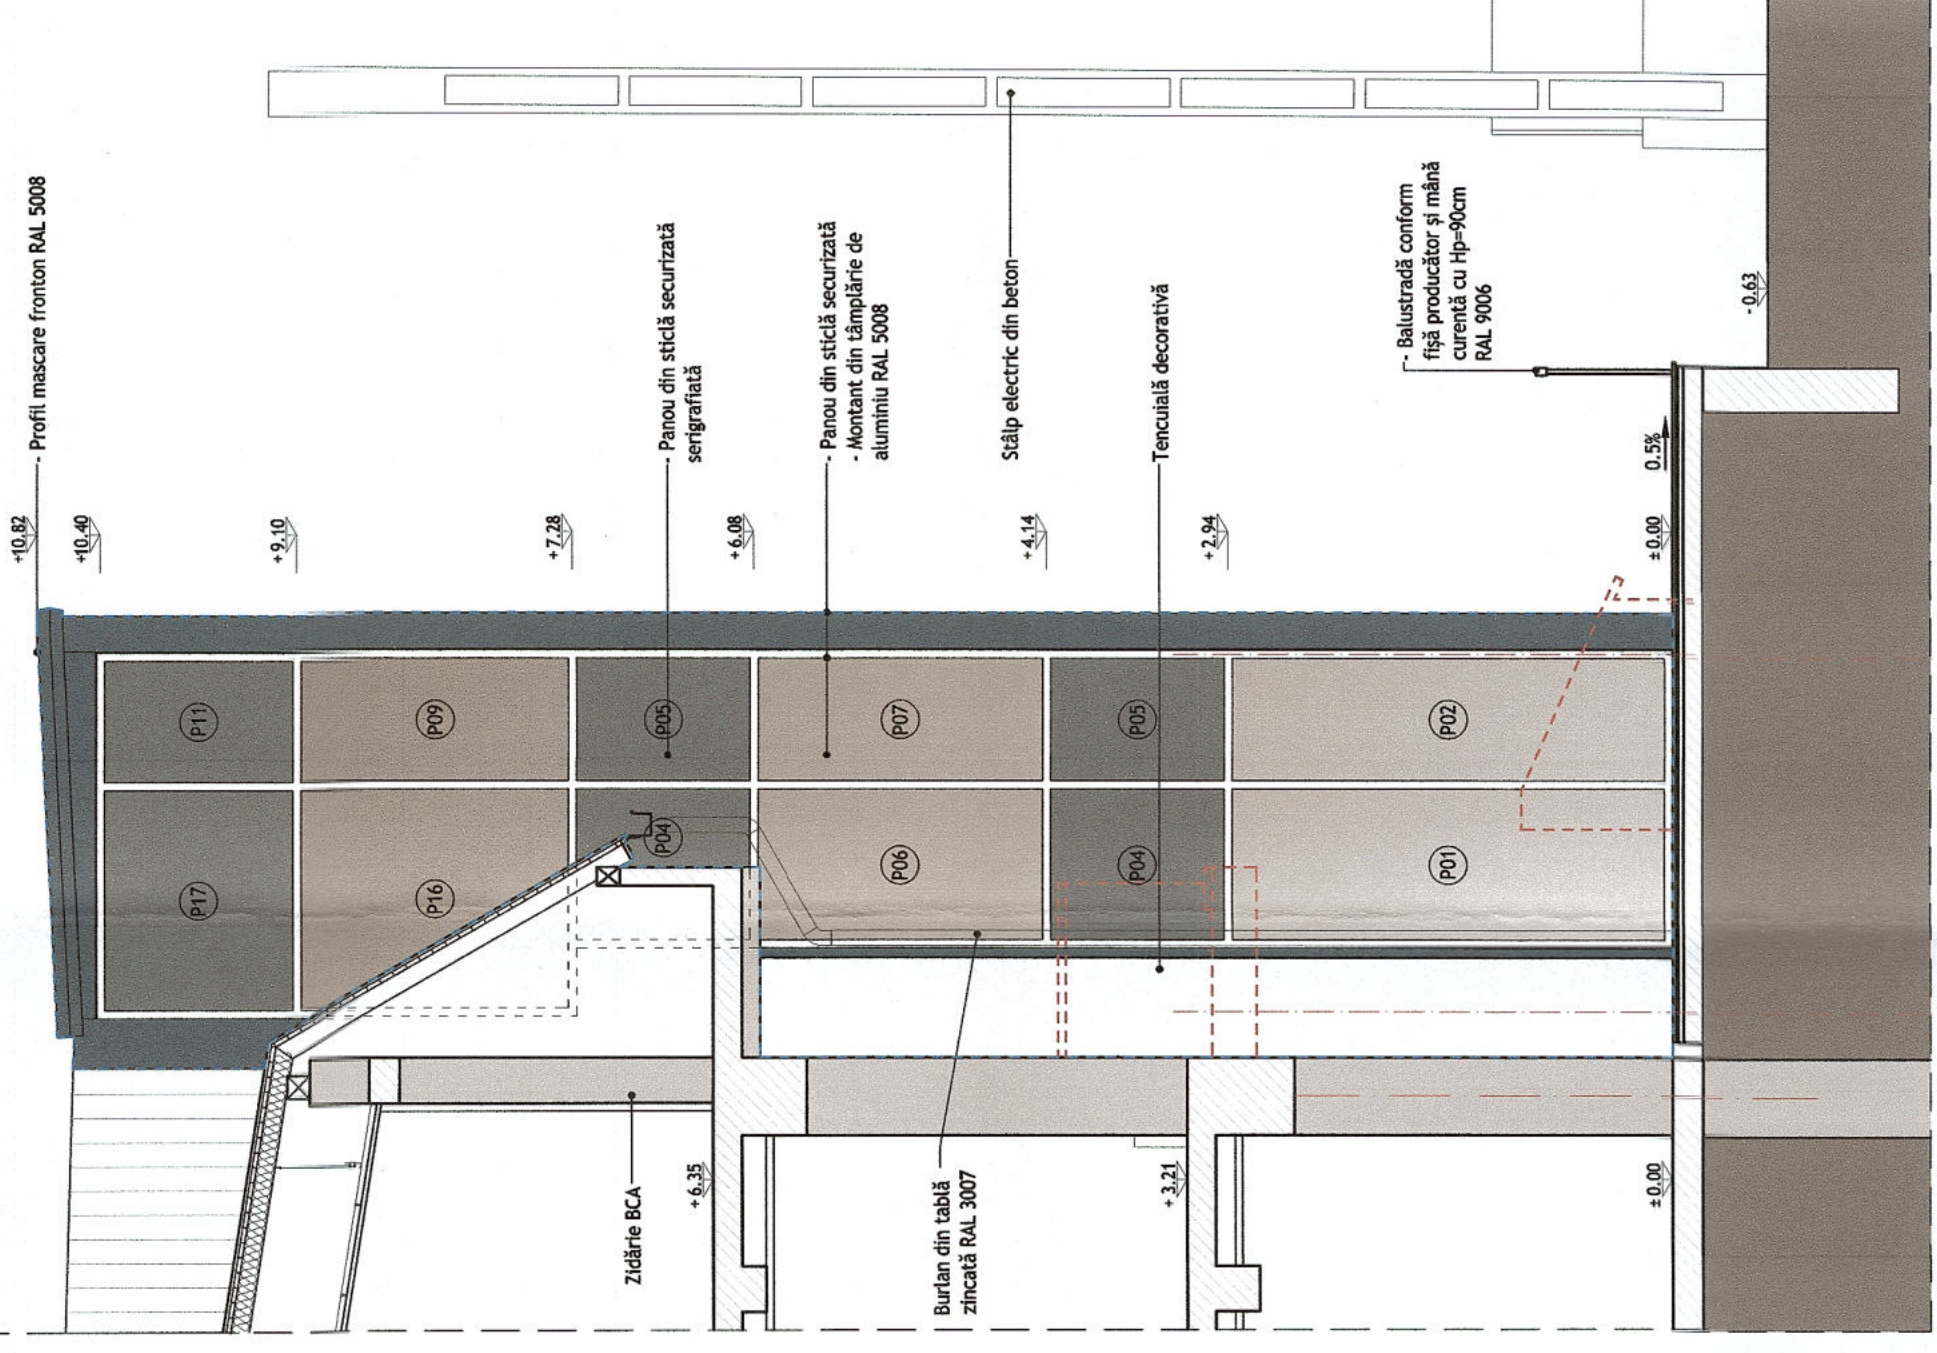 +10.82
- Profil mascare fronton RAL 5008
+10.40
+9.10
+7.28
- Panou din sticlă securizată
serigrafiată
+6.08
- Panou din sticlă securizată
- Montant din tâmplărie de
aluminiu RAL 5008
+4.14
Stâlp electric din beton
+2.94
Tencuială decorativă
- Balustradă conform
fișă producător și mână
curentă cu Hp=90cm
RAL 9006
±0.00
0.5%
-0.63
P17
P11
P16
P09
P04
P05
P06
P07
P04
P05
P01
P02
Zidărie BCA
+6.35
Burlan din tablă
zincată RAL 3007
+3.21
±0.00